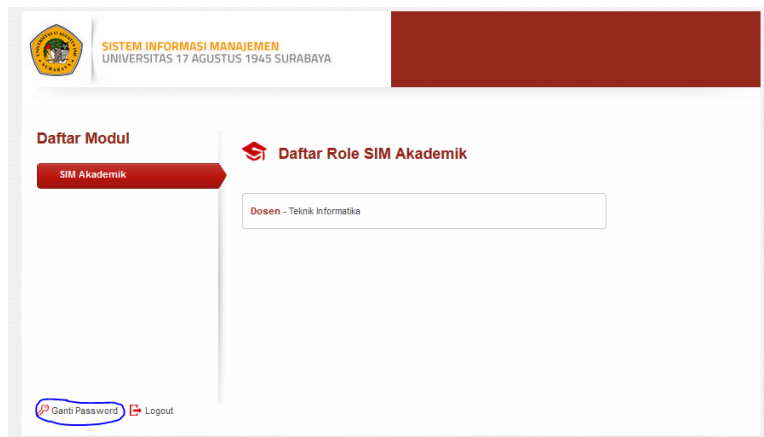 SISTEM INFORMASI MANAJEMEN
UNIVERSITAS 17 AGUSTUS 1945 SURABAYA
Daftar Modul
SIM Akademik
Daftar Role SIM Akademik
Dosen - Teknik Informatika
Ganti Password
Logout